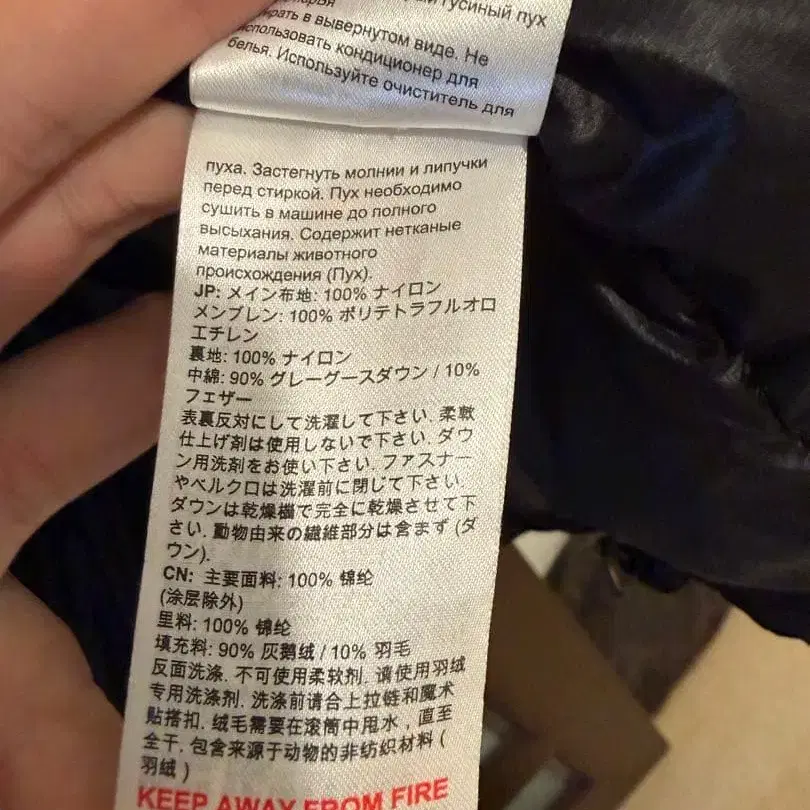 гусиный пух
в вывернутом виде. Не
использовать кондиционер для
белья. Используйте очиститель для
пуха. Застегнуть молнии и липучки
перед стиркой. Пух необходимо
сушить в машине до полного
высыхания. Содержит нетканые
материалы животного
происхождения (Пух).
JP: メイン布地: 100% ナイロン
メンブレン: 100% ポリテトラフルオロ
エチレン
裏地: 100% ナイロン
中綿: 90% グレーグースダウン / 10%
フェザー
表裏反対にして洗濯して下さい. 柔軟
仕上げ剤は使用しないで下さい. ダウ
ン用洗剤をお使い下さい. ファスナー
やベルクロは洗濯前に閉じて下さい.
ダウンは乾燥機で完全に乾燥させて下
さい. 動物由来の繊維部分は含まず (ダ
ウン).
CN: 主要面料: 100% 锦纶
(涂层除外)
里料: 100% 锦纶
填充料: 90% 灰鹅绒 / 10% 羽毛
反面洗涤. 不可使用柔软剂. 请使用羽绒
专用洗涤剂. 洗涤前请合上拉链和魔术
贴搭扣. 绒毛需要在滚筒中甩水，直至
全干. 包含来源于动物的非纺织材料 (
羽绒 )
KEEP AWAY FROM FIRE